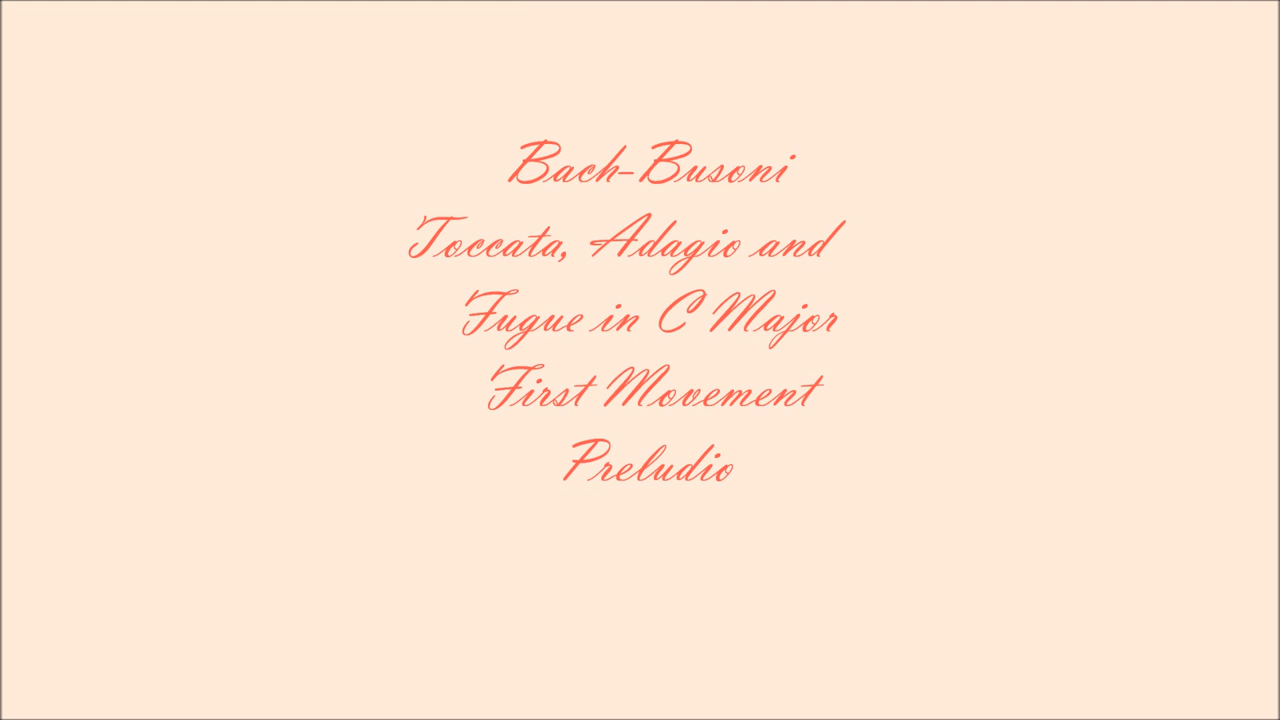 Bach-Busoni
Toccata, Adagio and
Fugue in C Major
First Movement
Preludio